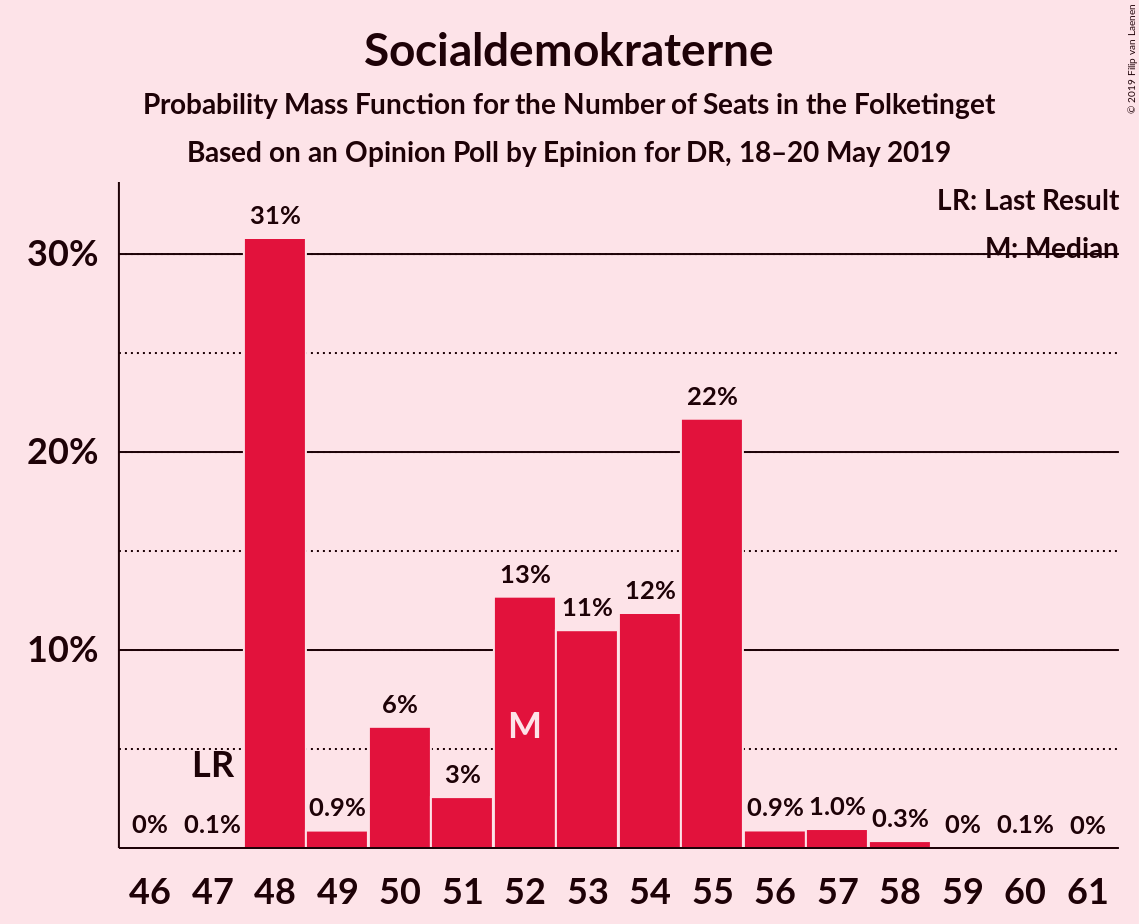 Socialdemokraterne
Probability Mass Function for the Number of Seats in the Folketinget
Based on an Opinion Poll by Epinion for DR, 18–20 May 2019
© 2019 Filip van Laenen
LR: Last Result
M: Median
30%
20%
10%
0%
0.1%
31%
0.9%
6%
3%
13%
11%
12%
22%
0.9%
1.0%
0.3%
0%
0.1%
0%
LR
M
46 47 48 49 50 51 52 53 54 55 56 57 58 59 60 61